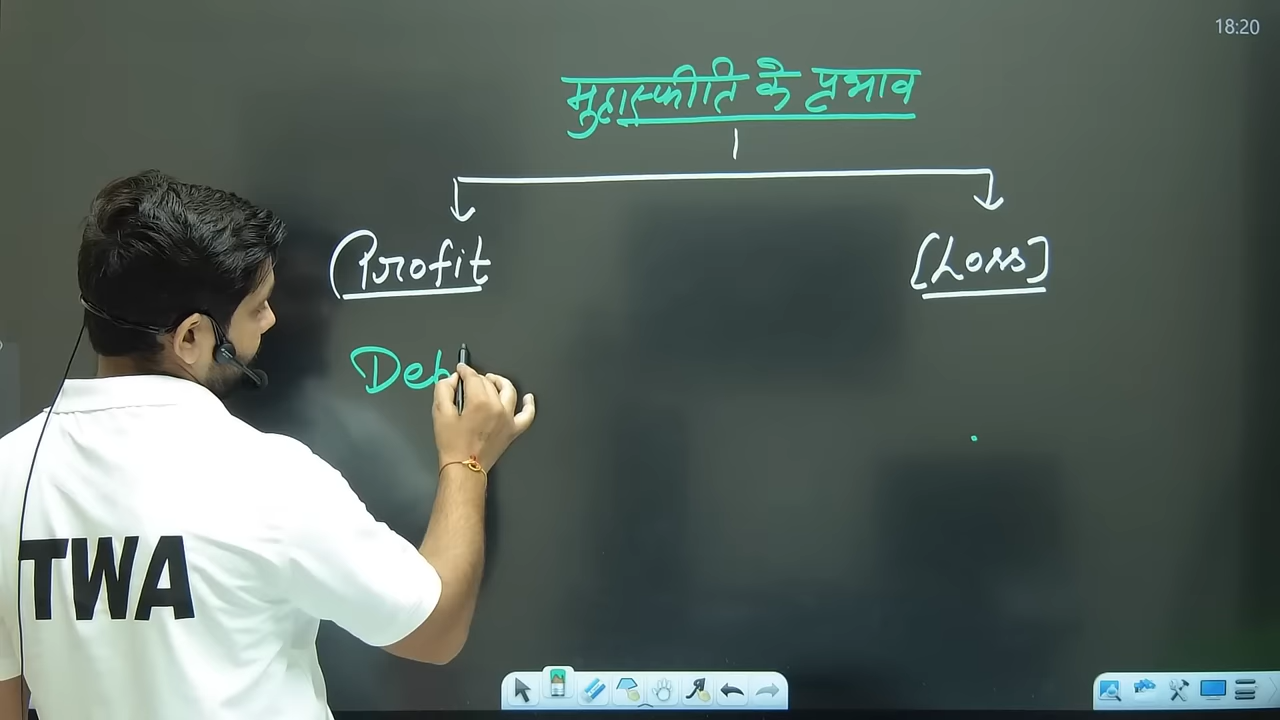 18:20
मुद्रास्फीति के प्रभाव
(Profit
[Loss]
Deb
TWA